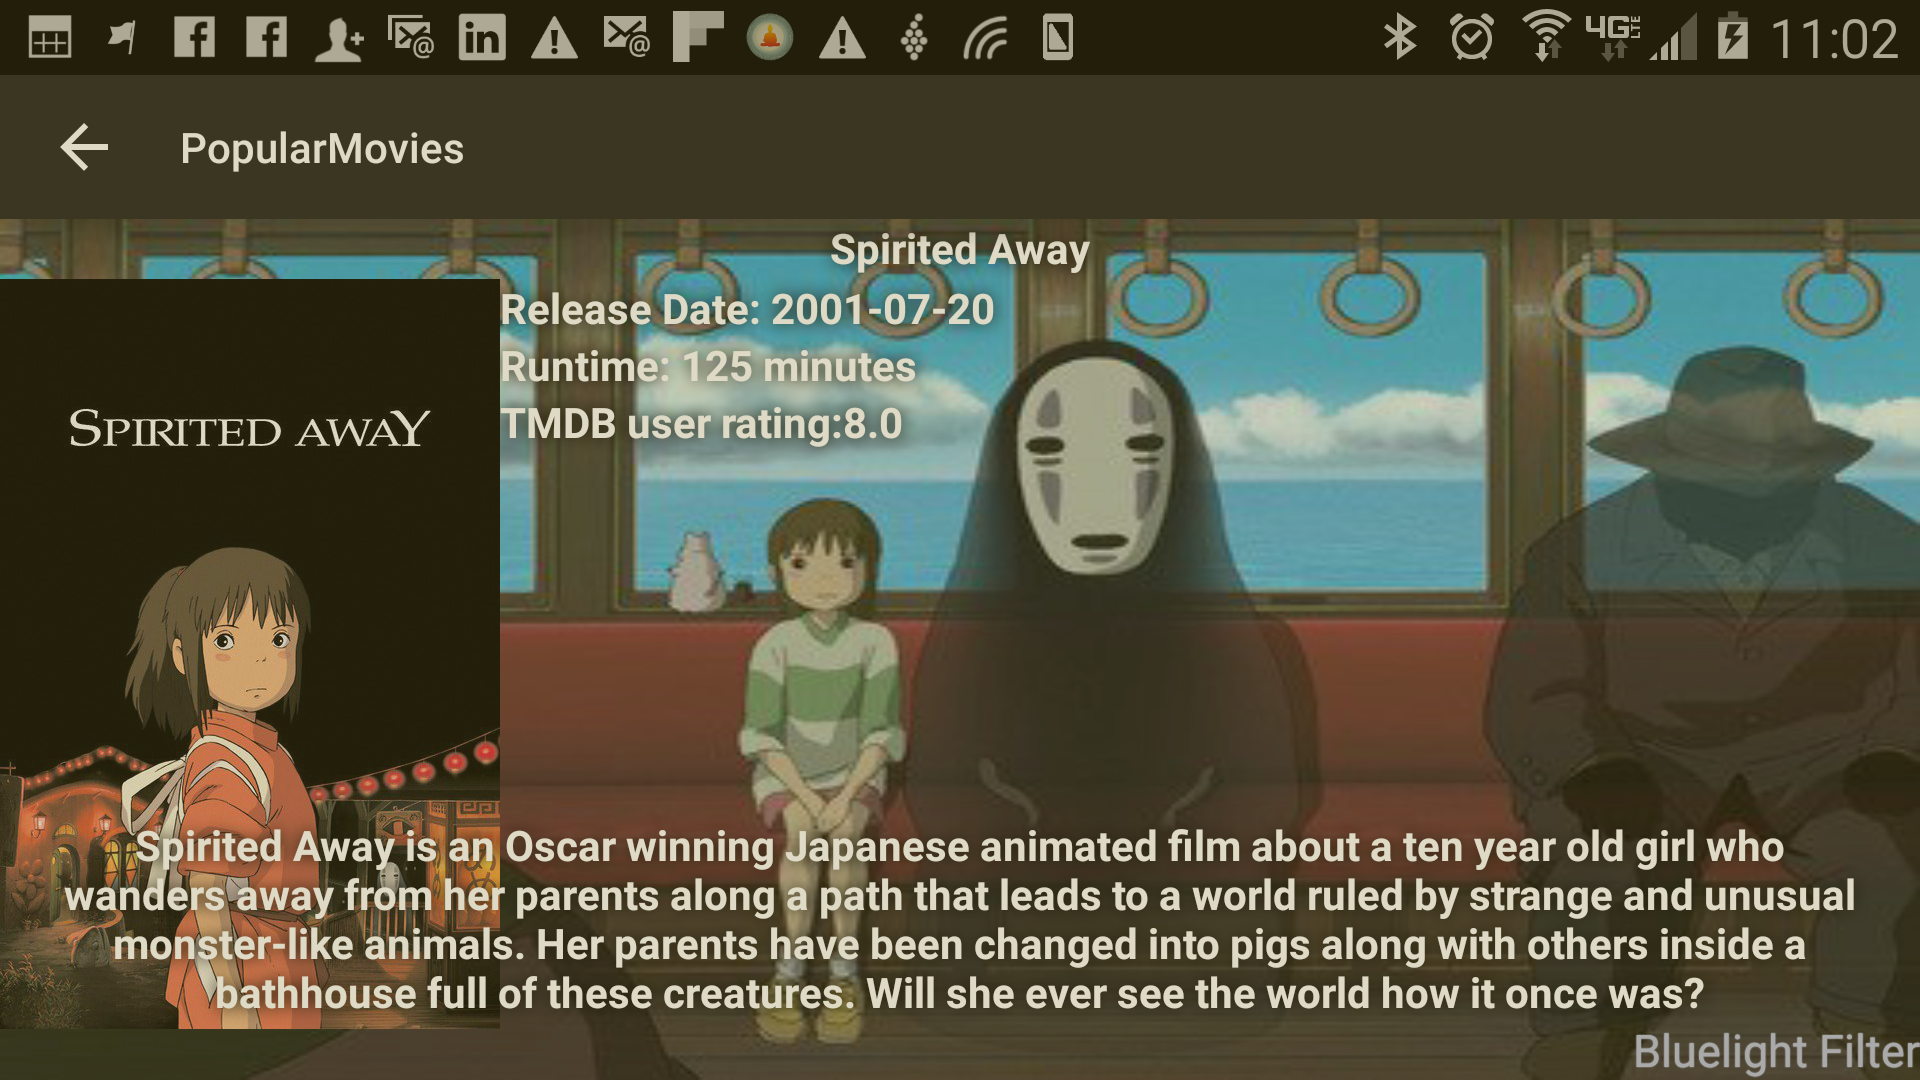 11:02
PopularMovies
Spirited Away
Release Date: 2001-07-20
Runtime: 125 minutes
TMDB user rating:8.0
SPIRITED AWAY
Spirited Away is an Oscar winning Japanese animated film about a ten year old girl who
wanders away from her parents along a path that leads to a world ruled by strange and unusual
monster-like animals. Her parents have been changed into pigs along with others inside a
bathhouse full of these creatures. Will she ever see the world how it once was?
Bluelight Filter
4G LTE
in